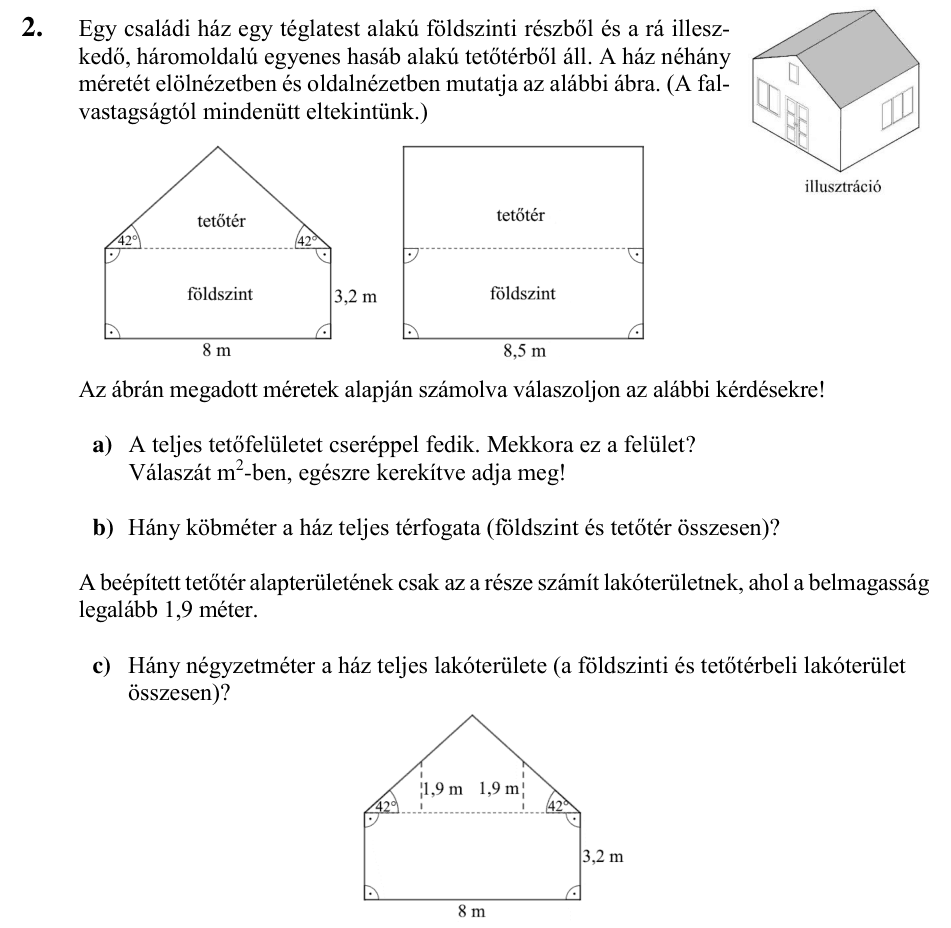 2. Egy családi ház egy téglatest alakú földszinti részből és a rá illesz-
kedő, háromoldalú egyenes hasáb alakú tetőtérből áll. A ház néhány
méretét elölnézetben és oldalnézetben mutatja az alábbi ábra. (A fal-
vastagságtól mindenütt eltekintünk.)
illusztráció
tetőtér
42°
42°
földszint
3,2 m
8 m
tetőtér
földszint
8,5 m
Az ábrán megadott méretek alapján számolva válaszoljon az alábbi kérdésekre!
a) A teljes tetőfelületet cseréppel fedik. Mekkora ez a felület?
Válaszát m²-ben, egészre kerekítve adja meg!
b) Hány köbméter a ház teljes térfogata (földszint és tetőtér összesen)?
A beépített tetőtér alapterületének csak az a része számít lakóterületnek, ahol a belmagasság
legalább 1,9 méter.
c) Hány négyzetméter a ház teljes lakóterülete (a földszinti és tetőtérbeli lakóterület
összesen)?
1,9 m 1,9 m
42°
42°
3,2 m
8 m